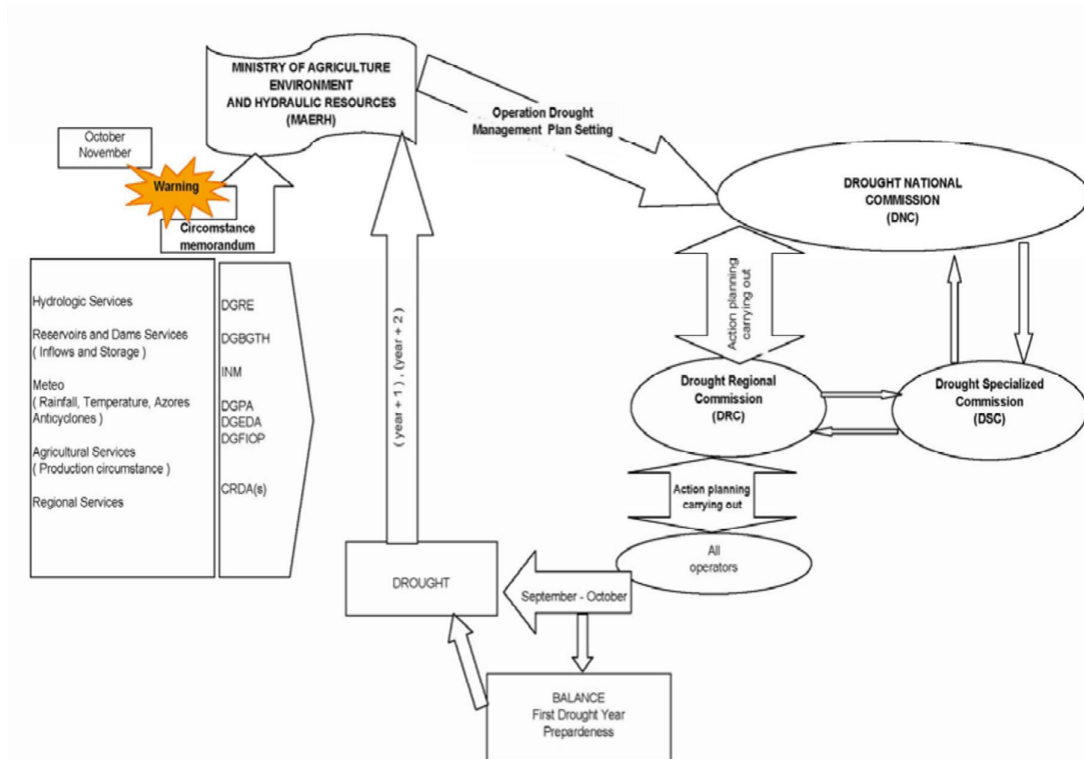 MINISTRY OF AGRICULTURE
ENVIRONMENT
AND HYDRAULIC RESOURCES
(MAERH)
October
November
Warning
Circumstance
memorandum
Operation Drought
Management Plan Setting
DROUGHT NATIONAL
COMMISSION
(DNC)
Hydrologic Services
Reservoirs and Dams Services
( Inflows and Storage )
Meteo
( Rainfall, Temperature, Azores
Anticyclones )
Agricultural Services
( Production circumstance )
Regional Services
DGRE
DGBGTH
INM
DGPA
DGEDA
DGFIOP
CRDA(s)
( year + 1 ) , (year + 2 )
Action planning
carrying out
Drought Regional
Commission
(DRC)
Drought Specialized
Commission
(DSC)
Action planning
carrying out
All
operators
DROUGHT
September - October
BALANCE
First Drought Year
Prepardeness